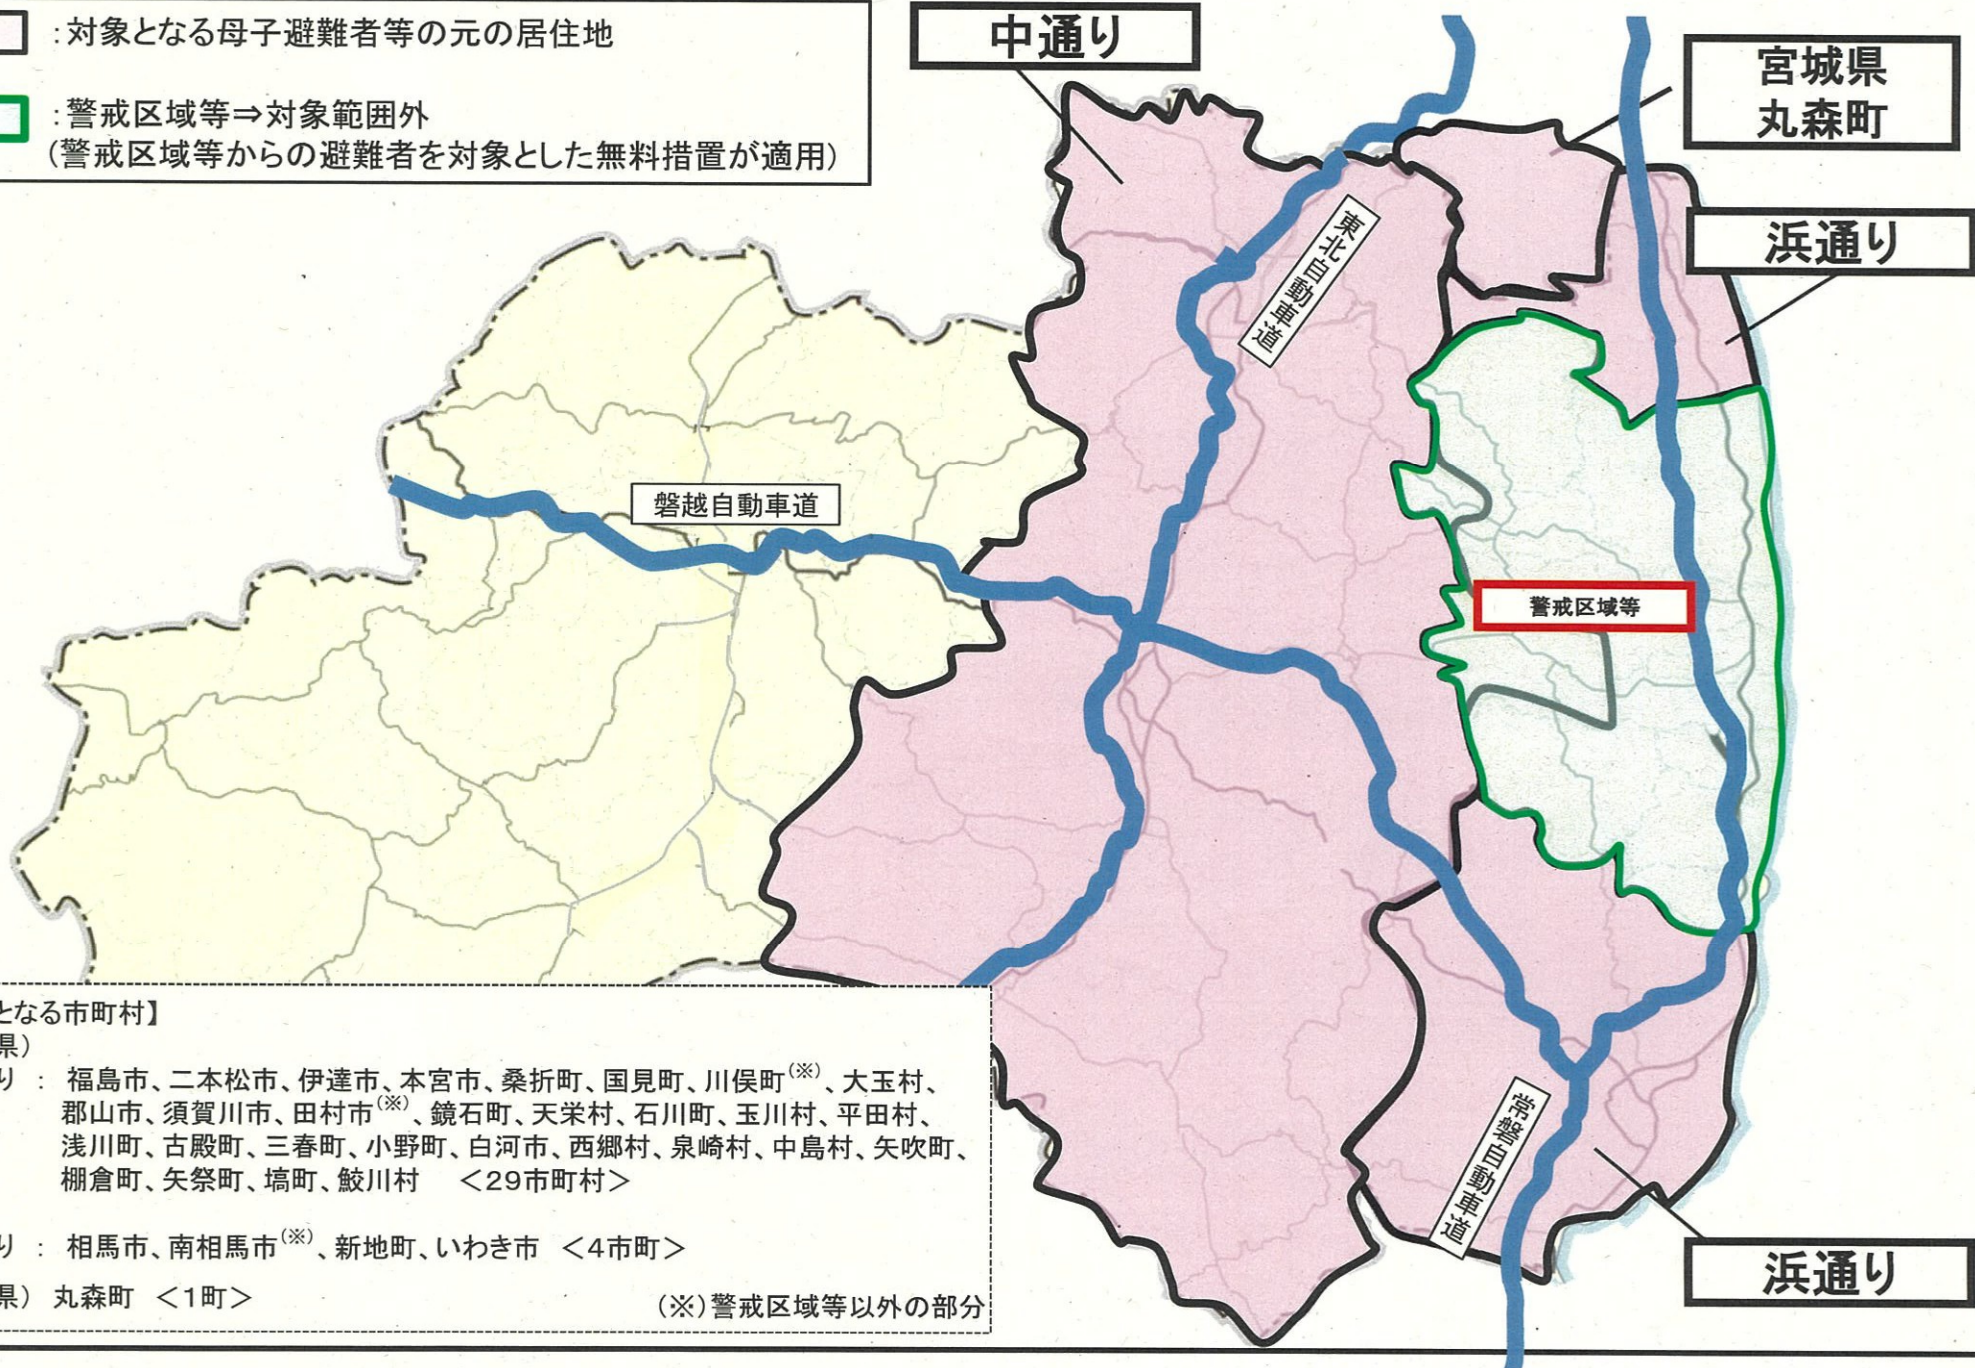 :対象となる母子避難者等の元の居住地
:警戒区域等⇒対象範囲外
(警戒区域等からの避難者を対象とした無料措置が適用)
中通り
宮城県
丸森町
浜通り
東北自動車道
磐越自動車道
警戒区域等
常磐自動車道
浜通り
となる市町村】
県)
り : 福島市、二本松市、伊達市、本宮市、桑折町、国見町、川俣町(※)、大玉村、
郡山市、須賀川市、田村市(※)、鏡石町、天栄村、石川町、玉川村、平田村、
浅川町、古殿町、三春町、小野町、白河市、西郷村、泉崎村、中島村、矢吹町、
棚倉町、矢祭町、塙町、鮫川村 <29市町村>
り : 相馬市、南相馬市(※)、新地町、いわき市 <4市町>
県) 丸森町 <1町>
(※)警戒区域等以外の部分